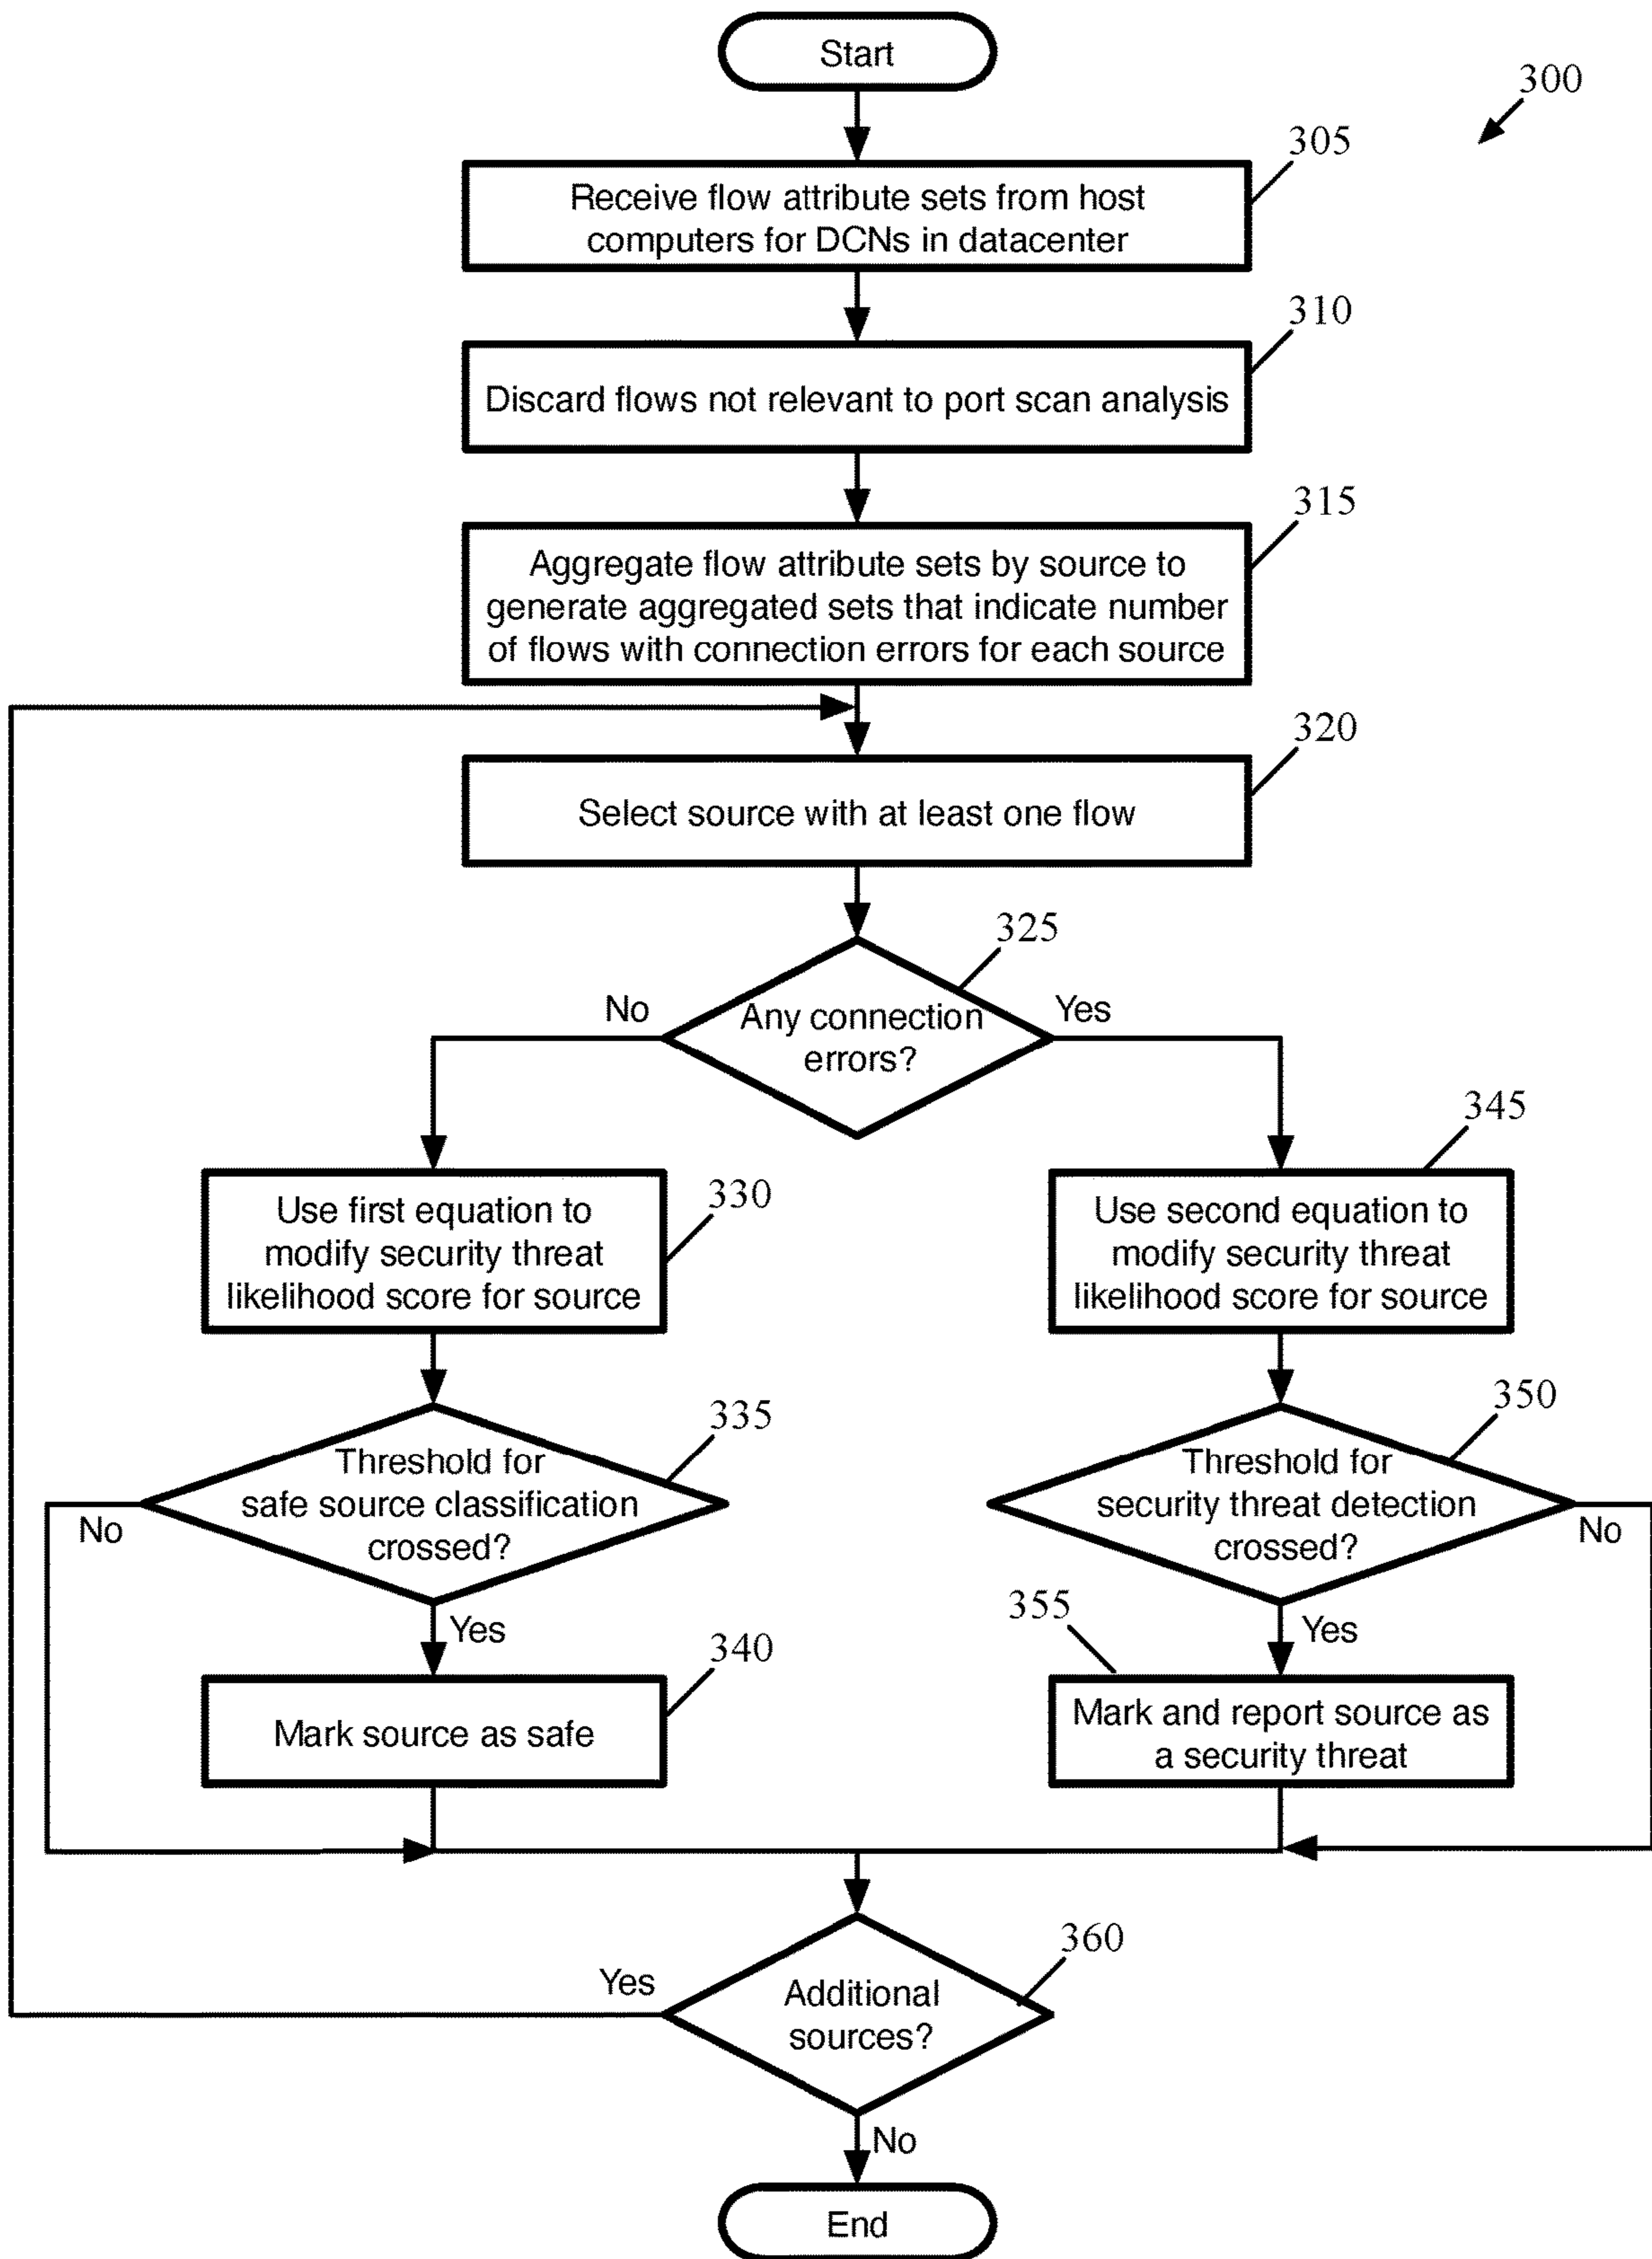 Start
300
305
Receive flow attribute sets from host
computers for DCNs in datacenter
310
Discard flows not relevant to port scan analysis
315
Aggregate flow attribute sets by source to
generate aggregated sets that indicate number
of flows with connection errors for each source
320
Select source with at least one flow
325
No
Any connection
errors?
Yes
330
Use first equation to
modify security threat
likelihood score for source
345
Use second equation to
modify security threat
likelihood score for source
335
Threshold for
safe source classification
crossed?
No
Yes
350
Threshold for
security threat detection
crossed?
No
Yes
340
Mark source as safe
355
Mark and report source as
a security threat
360
Yes
Additional
sources?
No
End